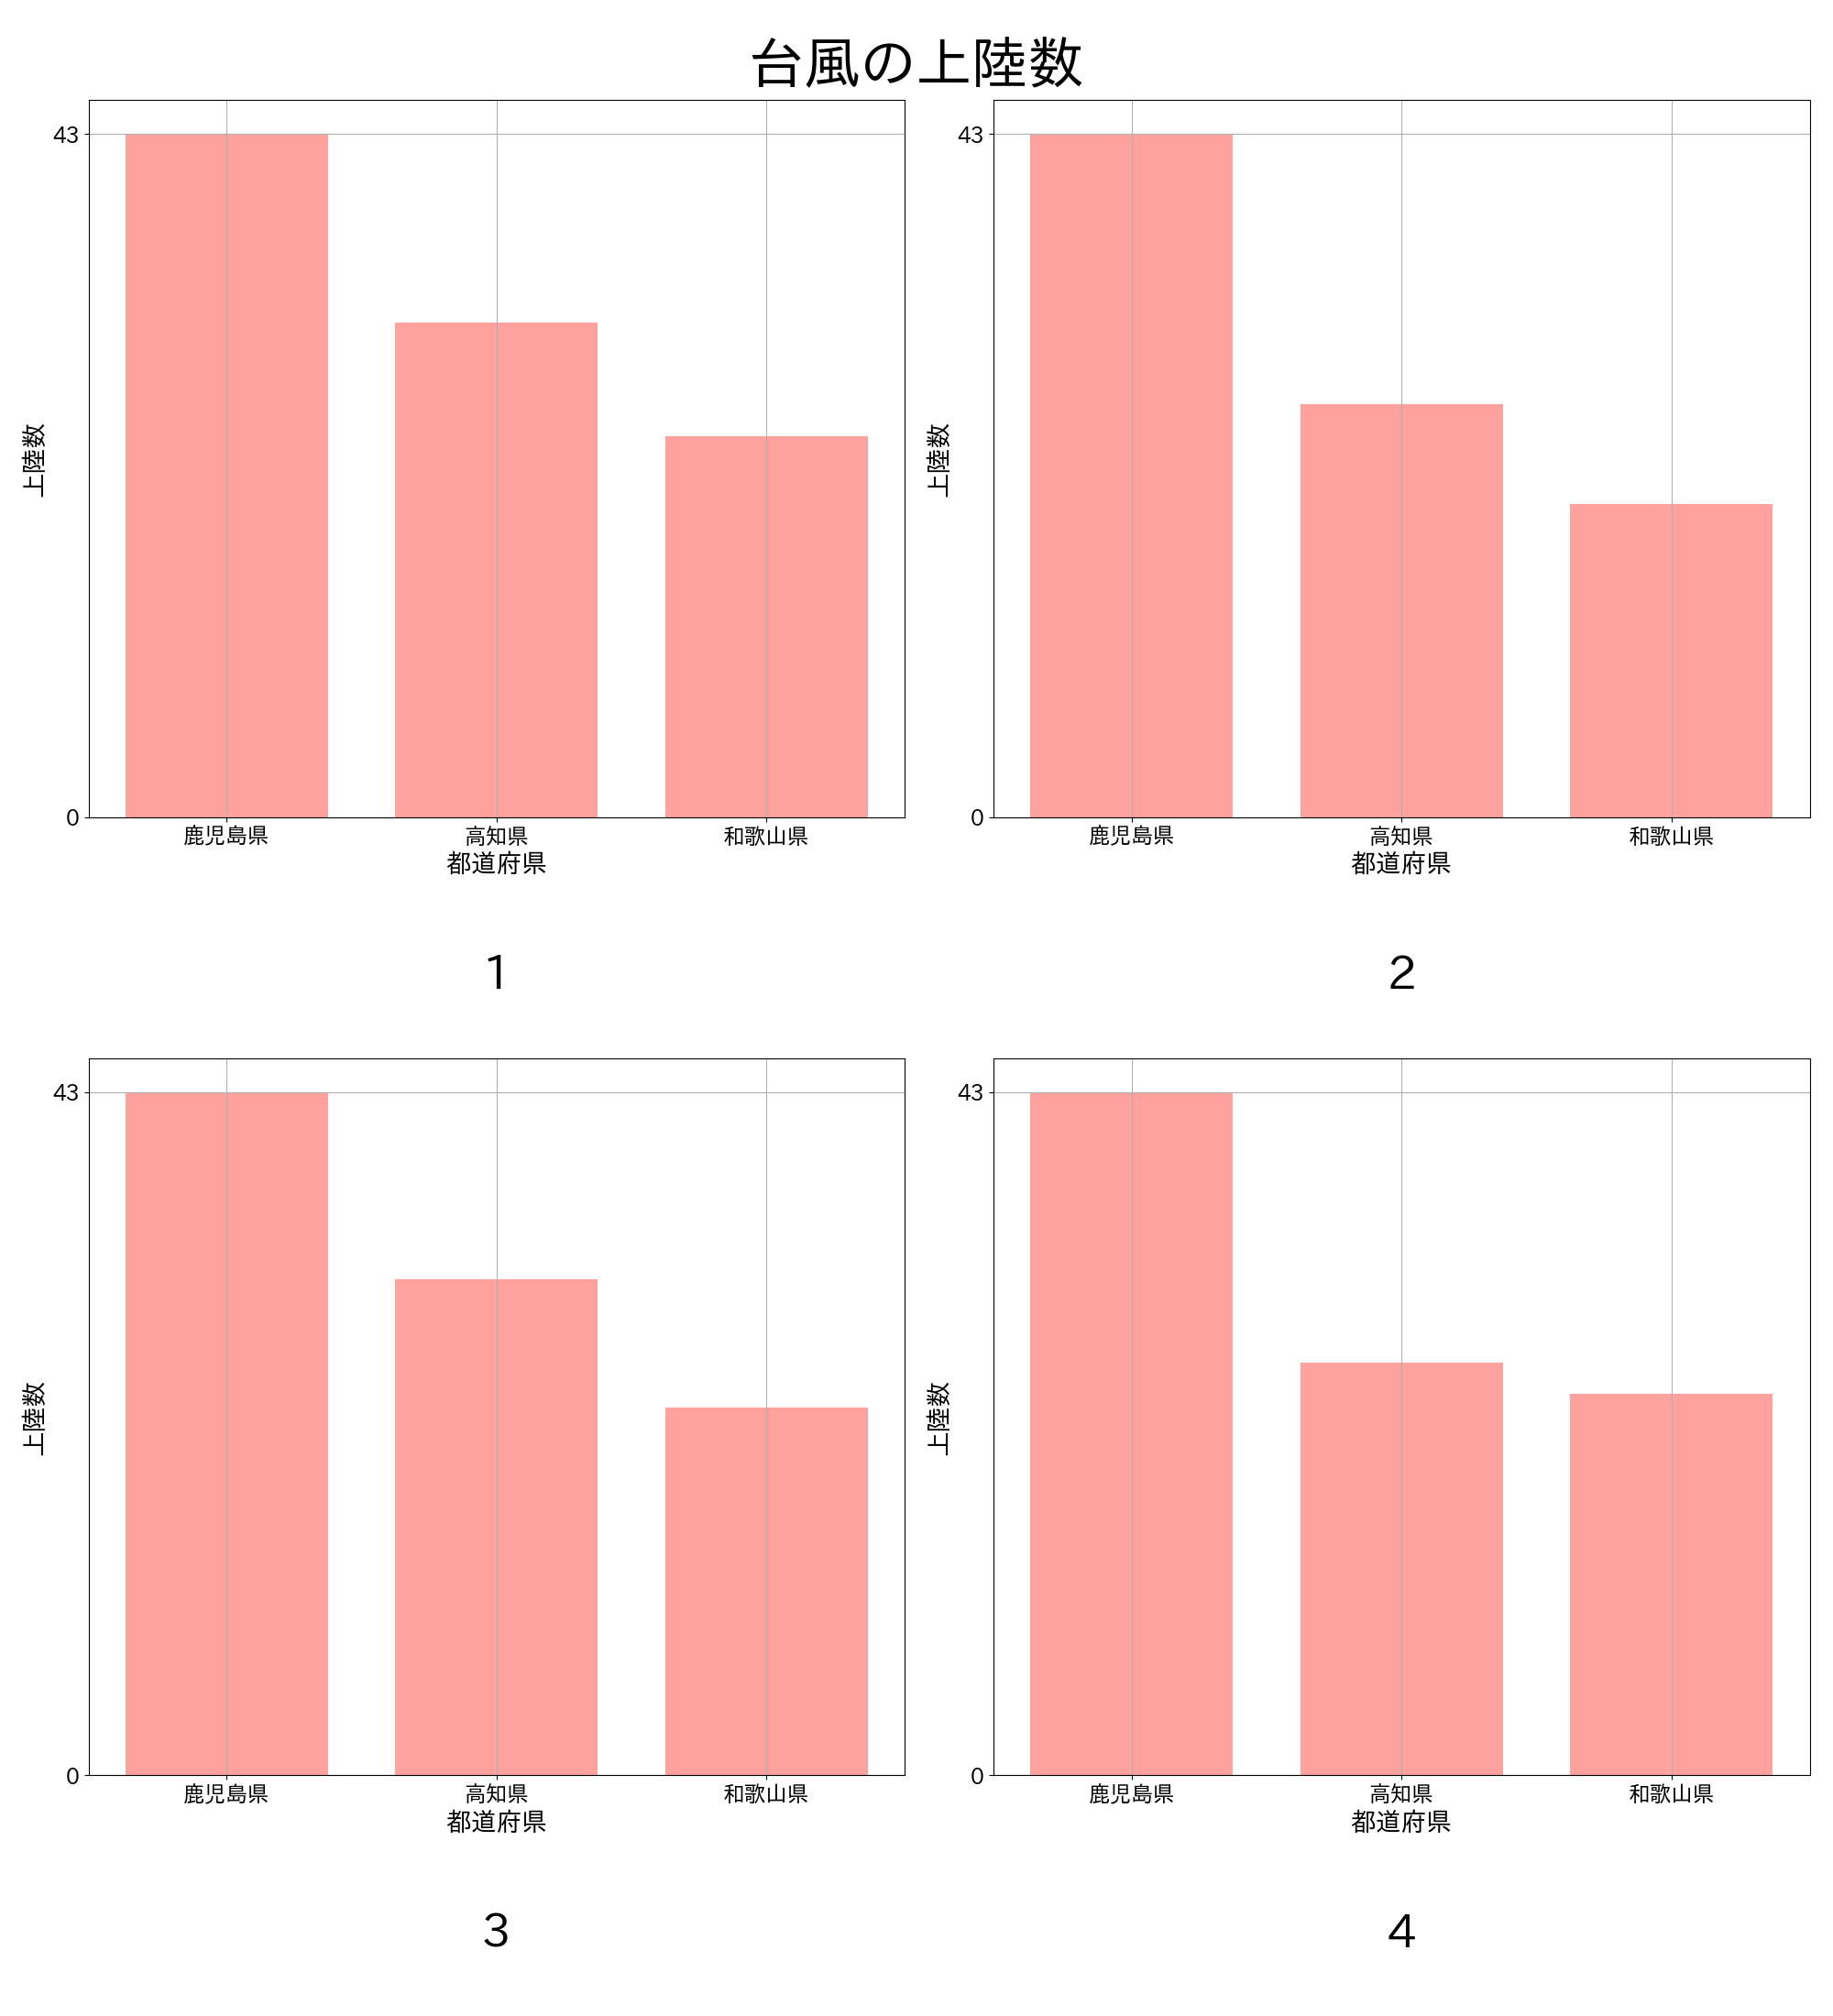 台風の上陸数
43
0
上陸数
鹿児島県 高知県 和歌山県
都道府県
1
43
0
上陸数
鹿児島県 高知県 和歌山県
都道府県
2
43
0
上陸数
鹿児島県 高知県 和歌山県
都道府県
3
43
0
上陸数
鹿児島県 高知県 和歌山県
都道府県
4